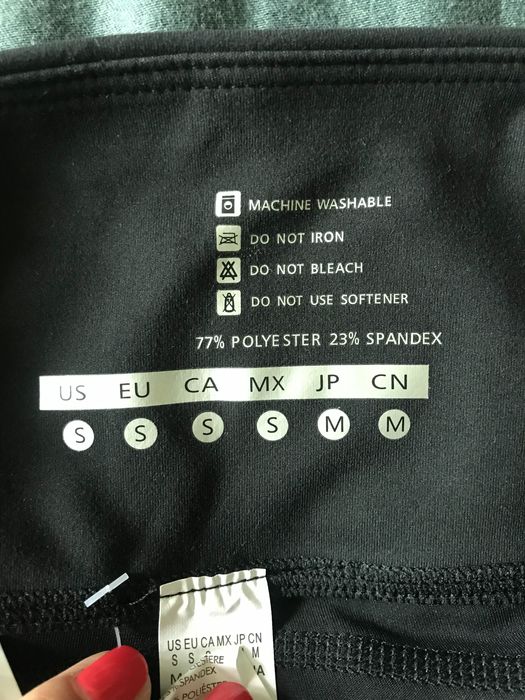 MACHINE WASHABLE
DO NOT IRON
DO NOT BLEACH
DO NOT USE SOFTENER
77% POLYESTER 23% SPANDEX
US EU CA MX JP CN
S S S S M M
US EU CA MX JP CN
S S M
SPANDEX